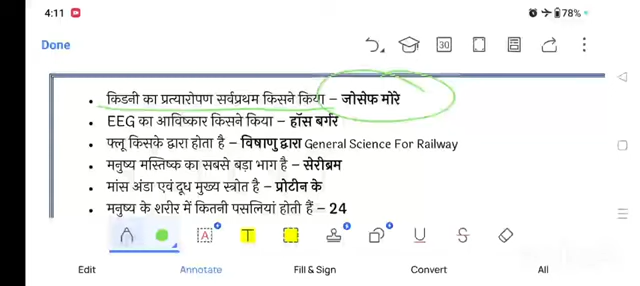 4:11
78%
Done
30
किडनी का प्रत्यारोपण सर्वप्रथम किसने किया – जोसेफ मोरे
EEG का आविष्कार किसने किया – हॉस बर्गर
फ्लू किसके द्वारा होता है – विषाणु द्वारा General Science For Railway
मनुष्य मस्तिष्क का सबसे बड़ा भाग है – सेरीब्रम
मांस अंडा एवं दूध मुख्य स्त्रोत है – प्रोटीन के
मनुष्य के शरीर में कितनी पसलियां होती हैं – 24
A T U S
Edit Annotate Fill & Sign Convert All